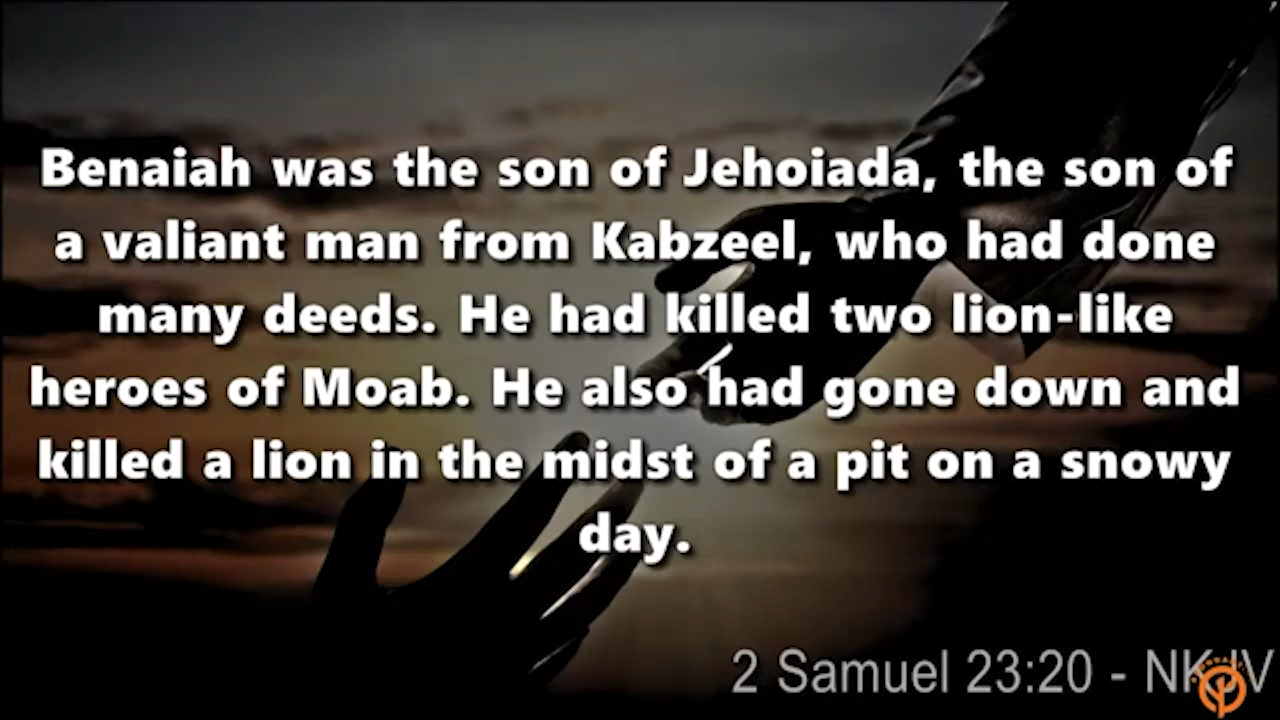 Benaiah was the son of Jehoiada, the son of
a valiant man from Kabzeel, who had done
many deeds. He had killed two lion-like
heroes of Moab. He also had gone down and
killed a lion in the midst of a pit on a snowy
day.
2 Samuel 23:20 - NKJV